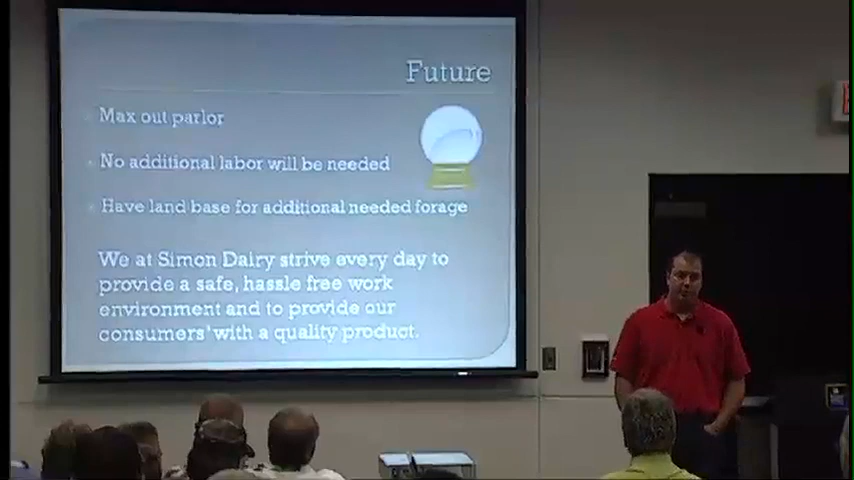 Future
Max out parlor
No additional labor will be needed
Have land base for additional needed forage
We at Simon Dairy strive every day to
provide a safe, hassle free work
environment and to provide our
consumers' with a quality product.